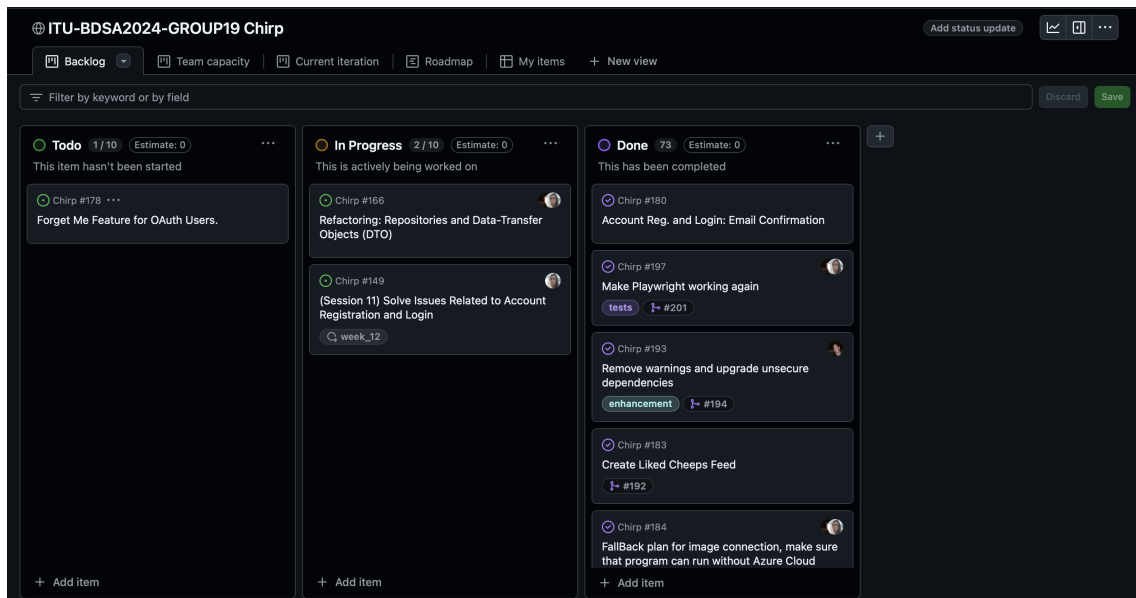 ITU-BDSA2024-GROUP19 Chirp
Add status update
Backlog
Team capacity
Current iteration
Roadmap
My items
+ New view
Filter by keyword or by field
Discard
Save
Todo 1 / 10 Estimate: 0
This item hasn't been started
Chirp #178
Forget Me Feature for OAuth Users.
+ Add item
In Progress 2 / 10 Estimate: 0
This is actively being worked on
Chirp #166
Refactoring: Repositories and Data-Transfer
Objects (DTO)
Chirp #149
(Session 11) Solve Issues Related to Account
Registration and Login
week_12
+ Add item
Done 73 Estimate: 0
This has been completed
Chirp #180
Account Reg. and Login: Email Confirmation
Chirp #197
Make Playwright working again
tests #201
Chirp #193
Remove warnings and upgrade unsecure
dependencies
enhancement #194
Chirp #183
Create Liked Cheeps Feed
#192
Chirp #184
FallBack plan for image connection, make sure
that program can run without Azure Cloud
+ Add item